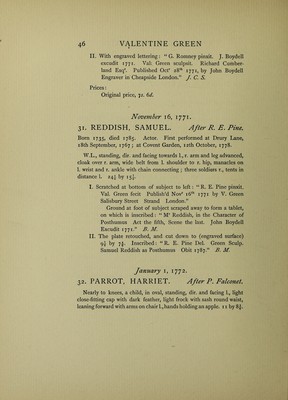 46 VALENTINE GREEN
II. With engraved lettering: “ G. Romney pinxit. J. Boydell
excudit 1771. Val. Green sculpsit. Richard Cumber-
land Esqr. Published Octr 28th 1771, by John Boydell
Engraver in Cheapside London.” J. C. S.
Prices:
Original price, 3s. 6d.
November 16, 1771.
31. REDDISH, SAMUEL. After R. E. Pine.
Born 1735, died 1785. Actor. First performed at Drury Lane,
18th September, 1767; at Covent Garden, 12th October, 1778.
W.L., standing, dir. and facing towards l., r. arm and leg advanced,
cloak over r. arm, wide belt from l. shoulder to r. hip, manacles on
l. wrist and r. ankle with chain connecting; three soldiers r., tents in
distance l. 24½ by 15¼.
I. Scratched at bottom of subject to left: “ R. E. Pine pinxit.
Val. Green fecit Publish'd Novr 16th 1771 by V. Green
Salisbury Street Strand London.”
Ground at foot of subject scraped away to form a tablet,
on which is inscribed: “ Mr Reddish, in the Character of
Posthumus Act the fifth, Scene the last. John Boydell
Excudit 1771.” B. M.
II. The plate retouched, and cut down to (engraved surface)
9¼ by 7¼. Inscribed: “ R. E. Pine Del. Green Sculp.
Samuel Reddish as Posthumus Obit 1787.” B. M.
January 1, 1772.
32. PARROT, HARRIET. After P. Falconet.
Nearly to knees, a child, in oval, standing, dir. and facing l., light
close-fitting cap with dark feather, light frock with sash round waist,
leaning forward with arms on chair l., hands holding an apple. 11 by 8¾.